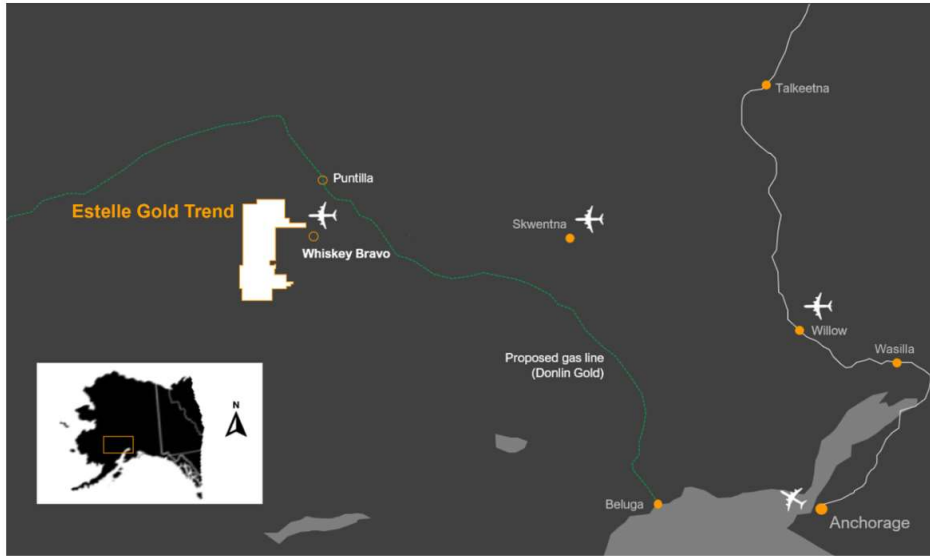 Talkeetna
Puntilla
Estelle Gold Trend
Skwentna
Whiskey Bravo
Willow
Wasilla
Proposed gas line
(Donlin Gold)
N
Beluga
Anchorage